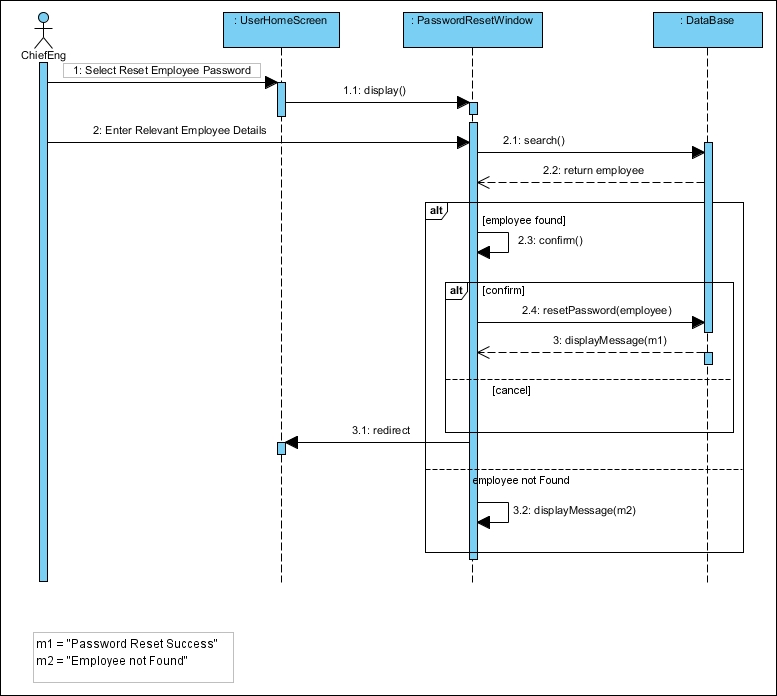 : UserHomeScreen
: PasswordResetWindow
: DataBase
ChiefEng
1: Select Reset Employee Password
1.1: display()
2: Enter Relevant Employee Details
2.1: search()
2.2: return employee
alt
[employee found]
2.3: confirm()
alt
[confirm]
2.4: resetPassword(employee)
3: displayMessage(m1)
[cancel]
3.1: redirect
employee not Found
3.2: displayMessage(m2)
m1 = "Password Reset Success"
m2 = "Employee not Found"